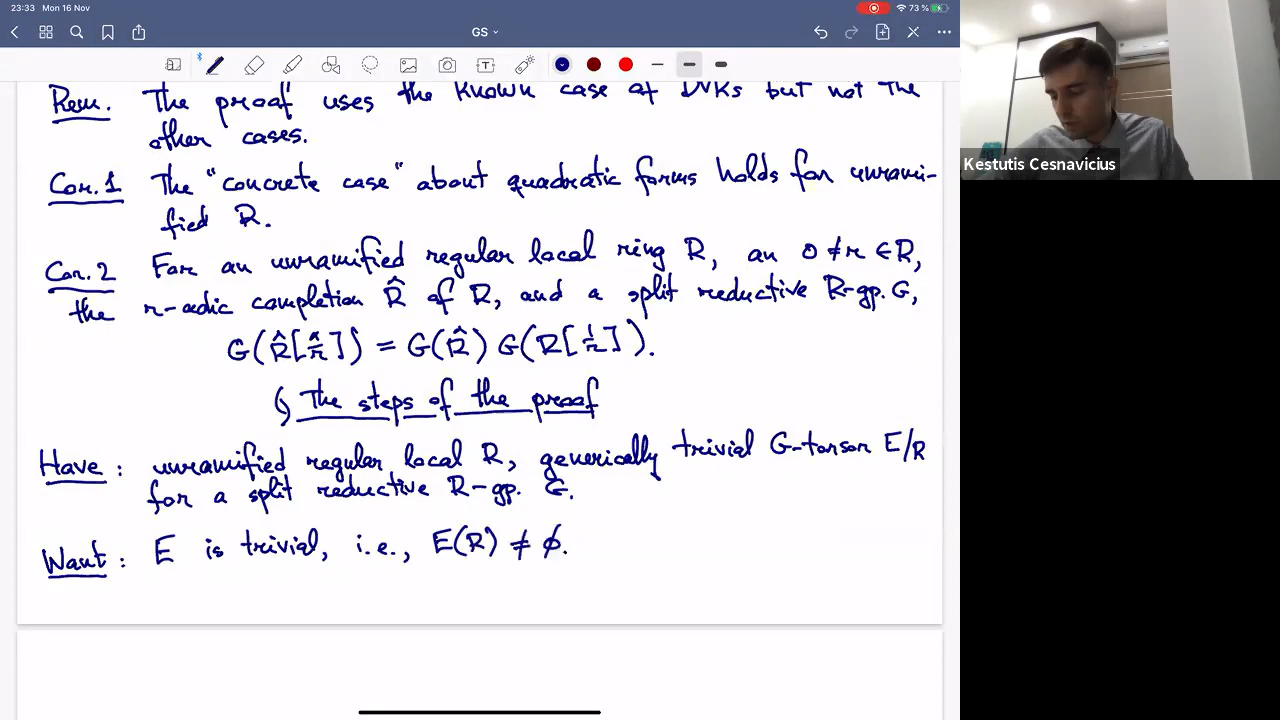 23:33 Mon 16 Nov
73 %
GS
Rem. The proof uses the known case of DVRs but not the
other cases.
Cor. 1 The "concrete case" about quadratic forms holds for unrami-
fied R.
Cor. 2 For an unramified regular local ring R, an 0 ≠ r ∈ R,
the r-adic completion R̂ of R, and a split reductive R-gp. G,
G(R̂[1/r]) = G(R̂) G(R[1/r]).
The steps of the proof
Have: unramified regular local R, generically trivial G-torsor E/R
for a split reductive R-gp. G.
Want: E is trivial, i.e., E(R) ≠ ∅.
Kestutis Cesnavicius